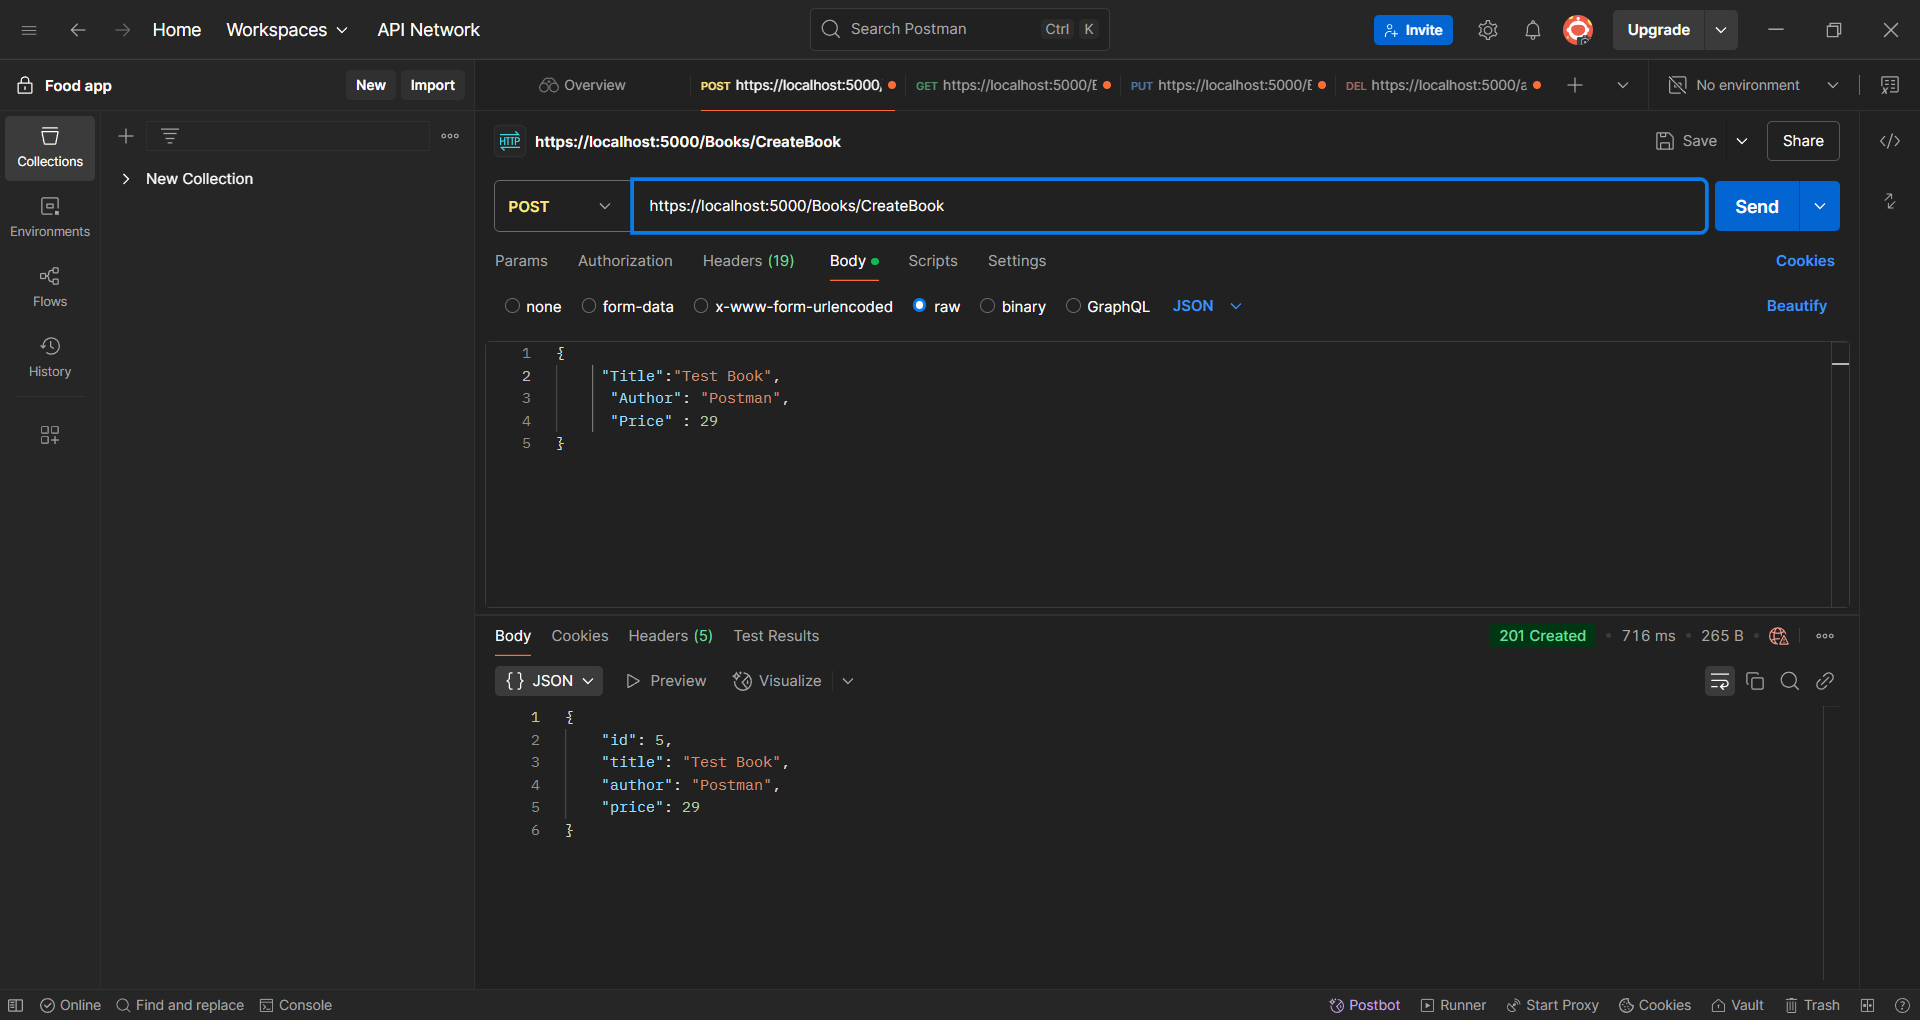 Home Workspaces API Network
Search Postman Ctrl K
Invite Upgrade
Food app New Import
Overview
POST https://localhost:5000,
GET https://localhost:5000/
PUT https://localhost:5000/
DEL https://localhost:5000/a
No environment
Collections
New Collection
Environments
Flows
History
HTTP https://localhost:5000/Books/CreateBook
Save Share
POST https://localhost:5000/Books/CreateBook Send
Params Authorization Headers (19) Body Scripts Settings Cookies
none form-data x-www-form-urlencoded raw binary GraphQL JSON Beautify
1 {
2 "Title":"Test Book",
3 "Author": "Postman",
4 "Price" : 29
5 }
Body Cookies Headers (5) Test Results 201 Created 716 ms 265 B
{} JSON Preview Visualize
1 {
2 "id": 5,
3 "title": "Test Book",
4 "author": "Postman",
5 "price": 29
6 }
Online Find and replace Console Postbot Runner Start Proxy Cookies Vault Trash